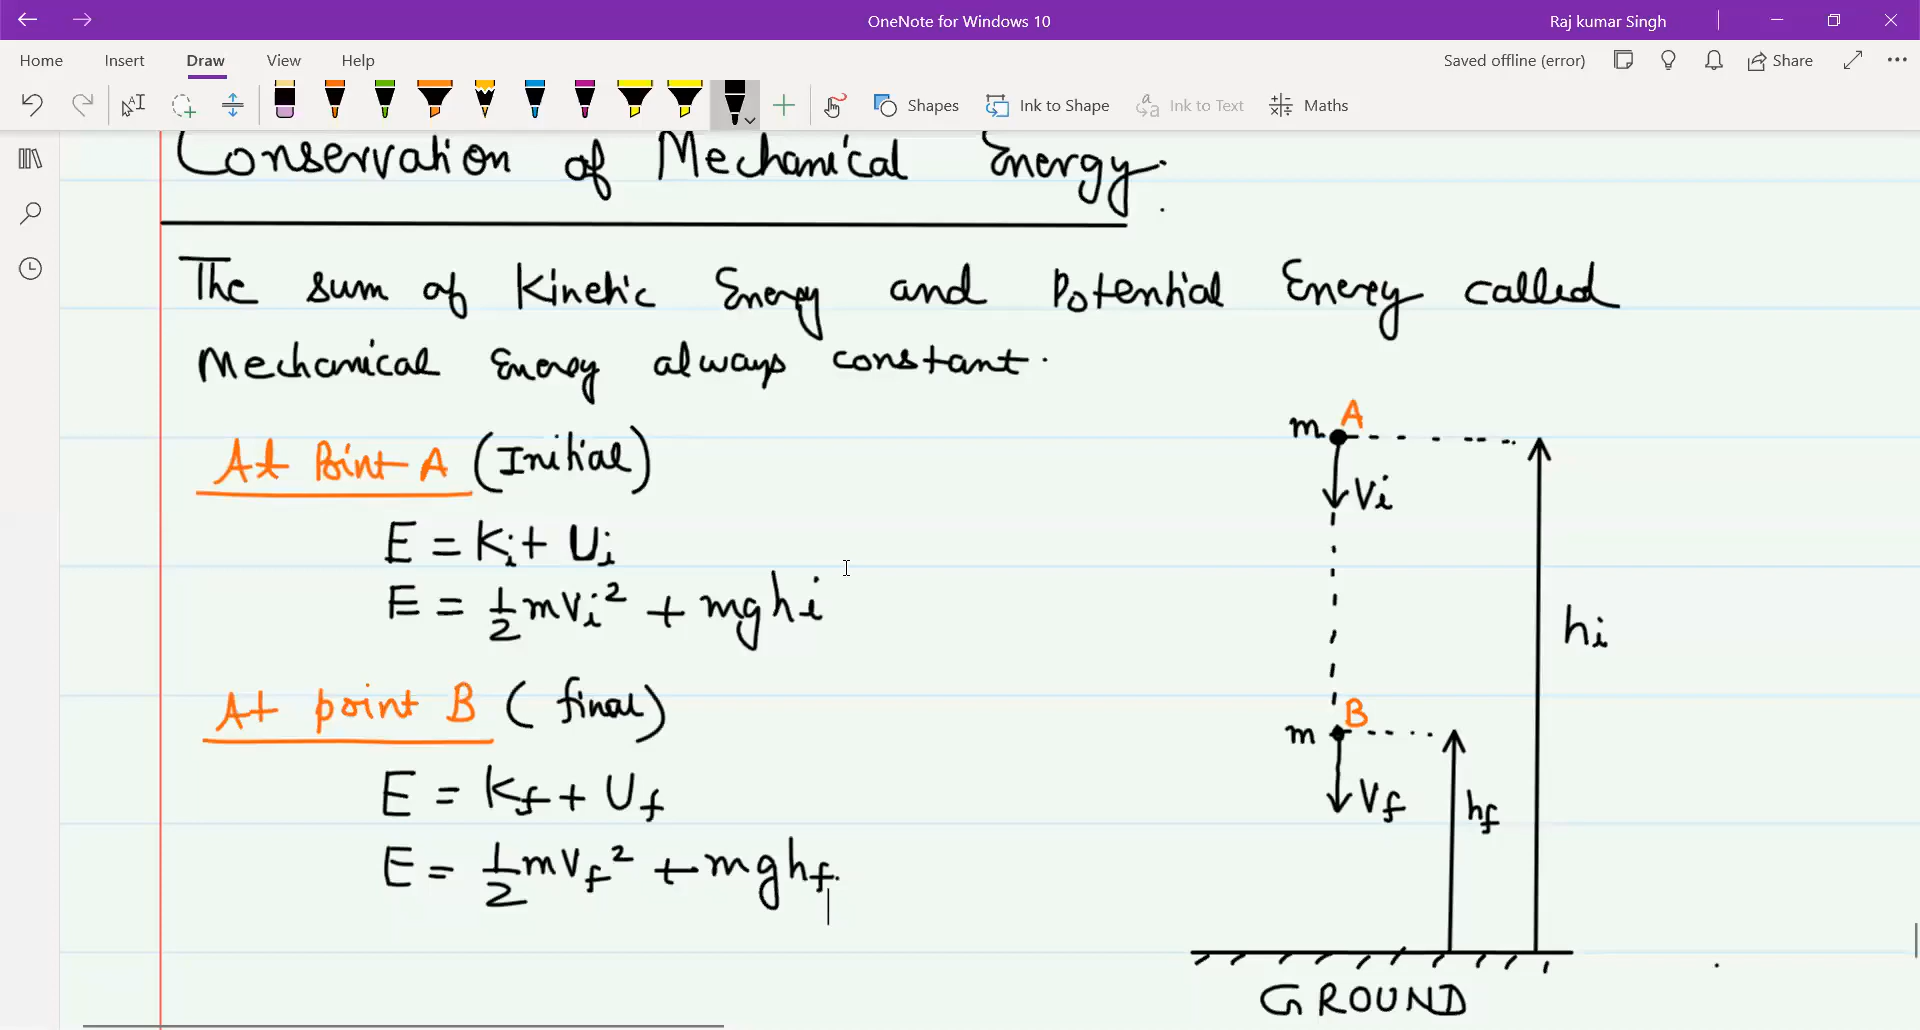 OneNote for Windows 10
Raj kumar Singh
Home Insert Draw View Help
Saved offline (error)
Share
Shapes
Ink to Shape
Ink to Text
Maths
Conservation of Mechanical Energy.
The sum of Kinetic Energy and Potential Energy called
Mechanical Energy always constant.
At Point A (Initial)
E = Ki + Ui
E = 1/2 mVi² + mghi
At point B (final)
E = Kf + Uf
E = 1/2 mVf² + mghf.
m A
Vi
hi
B
m
Vf
hf
GROUND